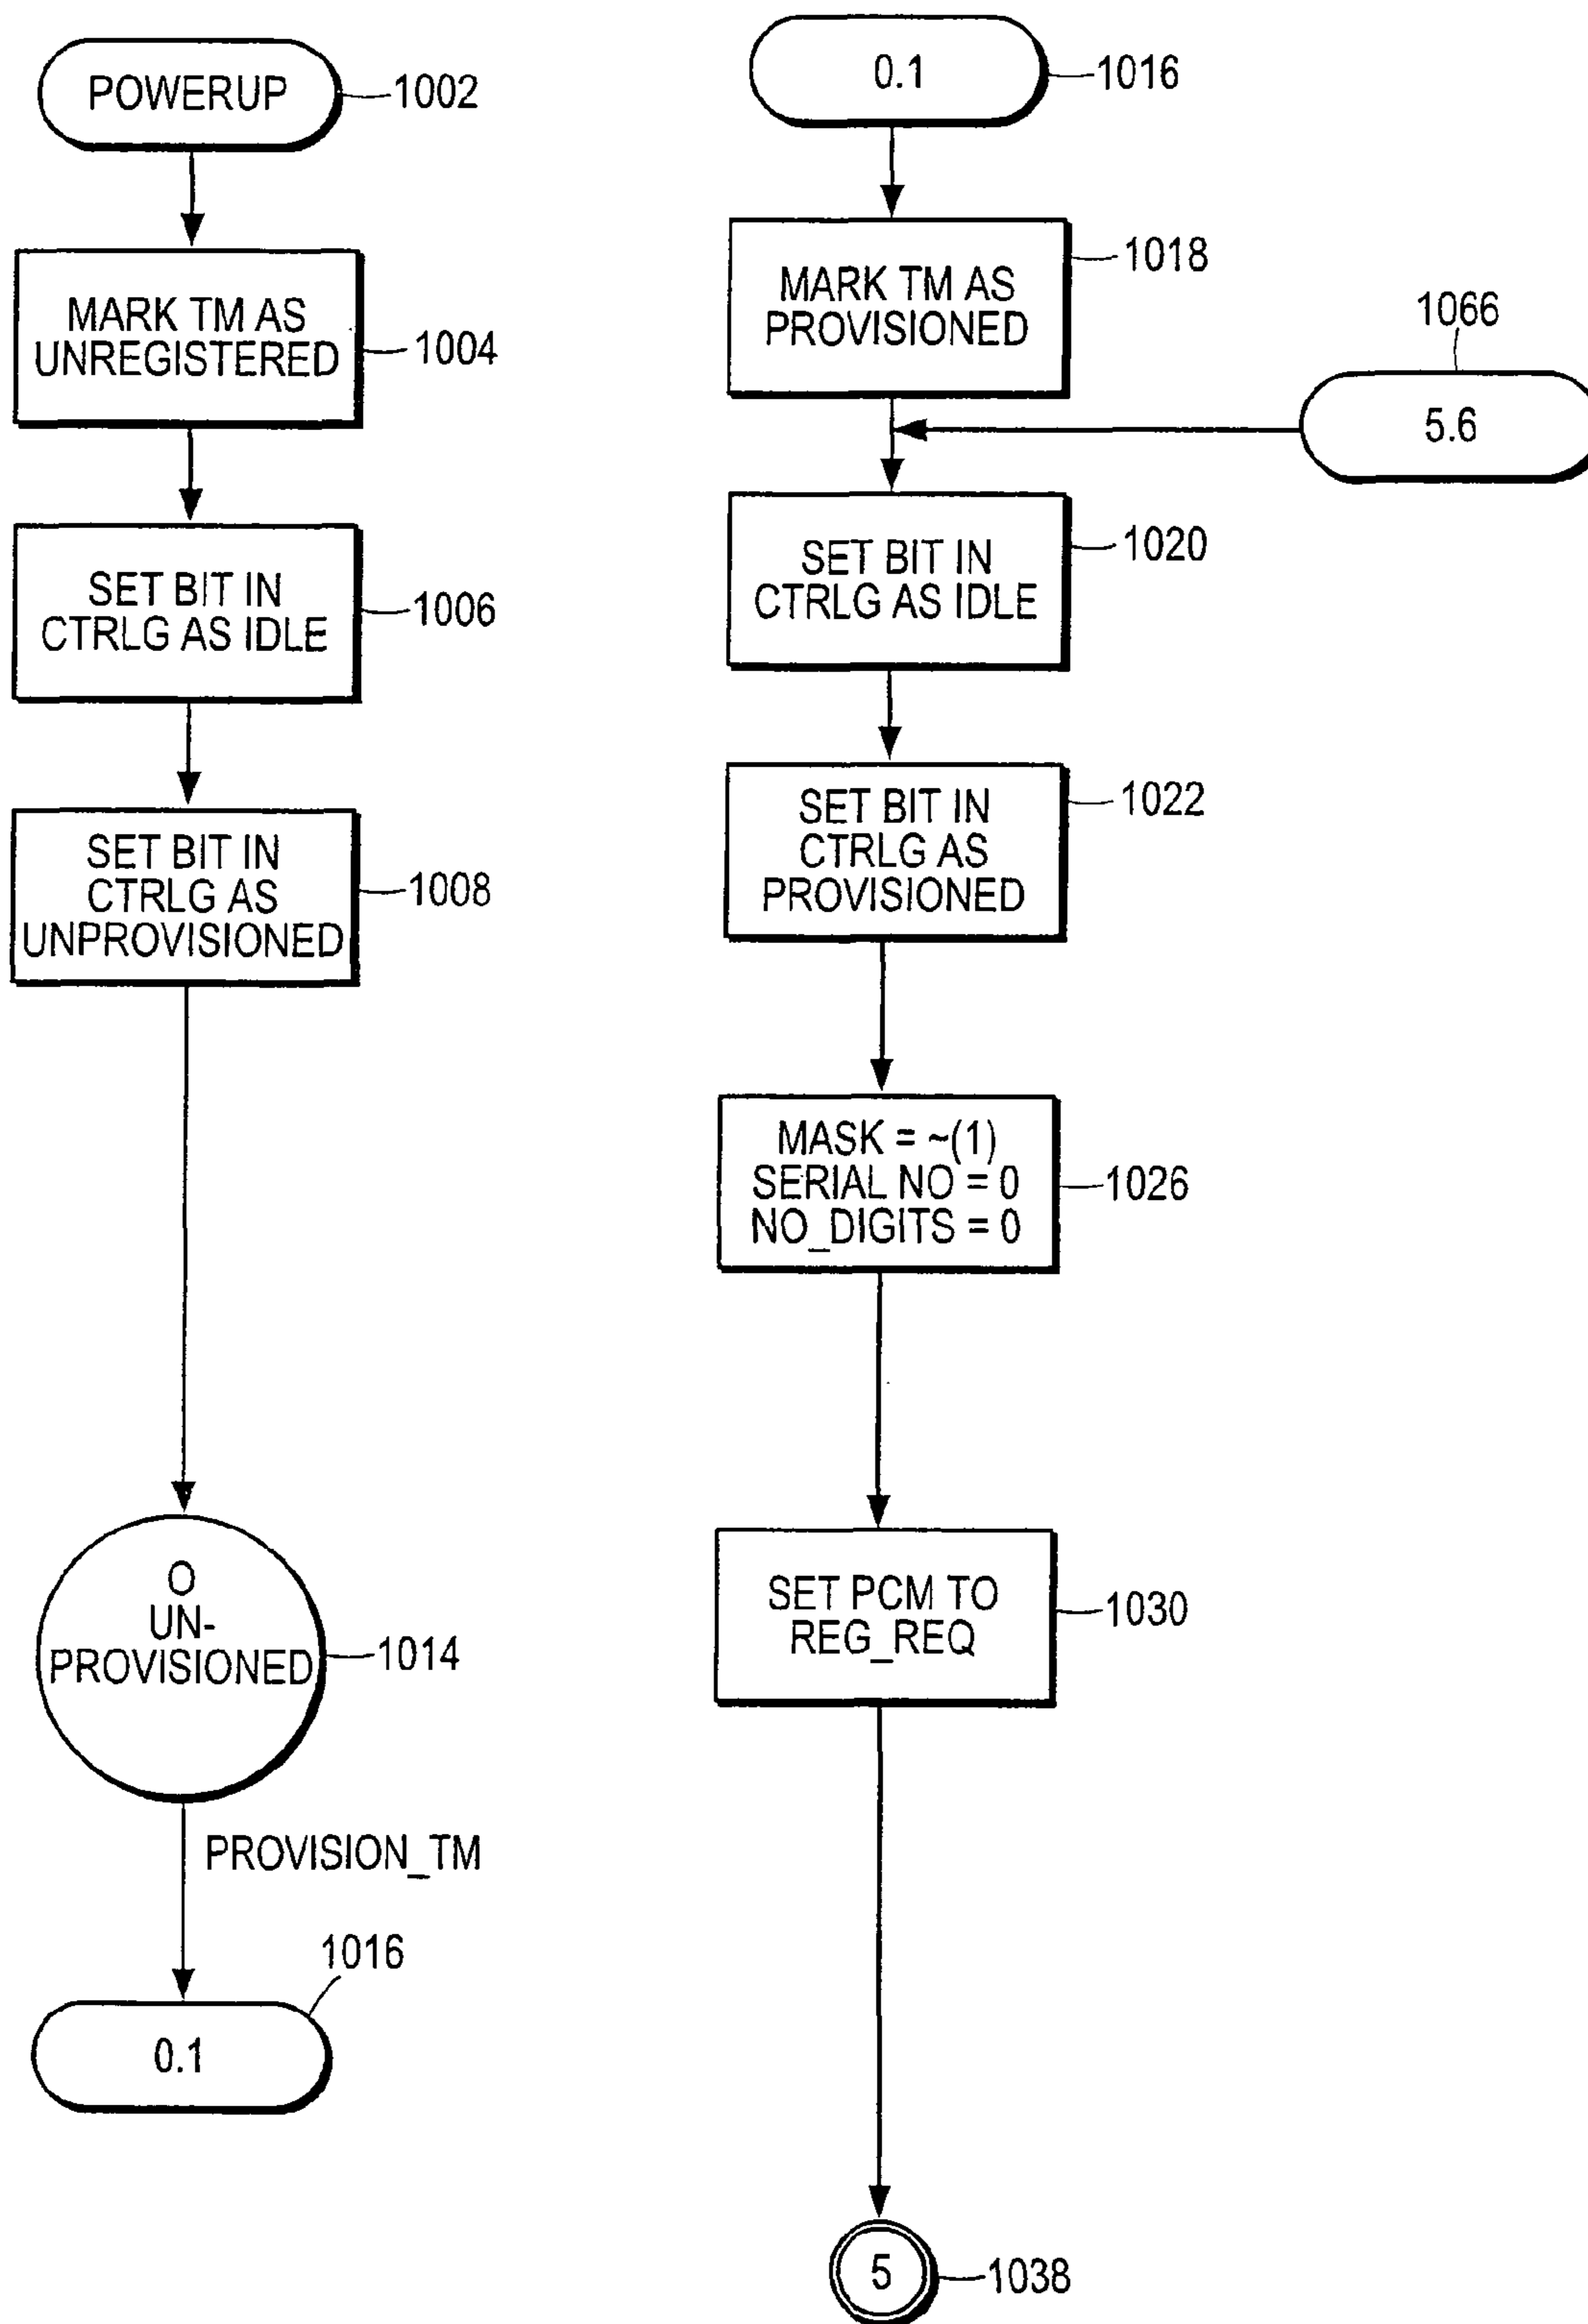 POWERUP
1002
MARK TM AS
UNREGISTERED
1004
SET BIT IN
CTRLG AS IDLE
1006
SET BIT IN
CTRLG AS
UNPROVISIONED
1008
O
UN-
PROVISIONED
1014
PROVISION_TM
1016
0.1
0.1
1016
MARK TM AS
PROVISIONED
1018
1066
5.6
SET BIT IN
CTRLG AS IDLE
1020
SET BIT IN
CTRLG AS
PROVISIONED
1022
MASK = ~(1)
SERIAL NO = 0
NO_DIGITS = 0
1026
SET PCM TO
REG_REQ
1030
5
1038